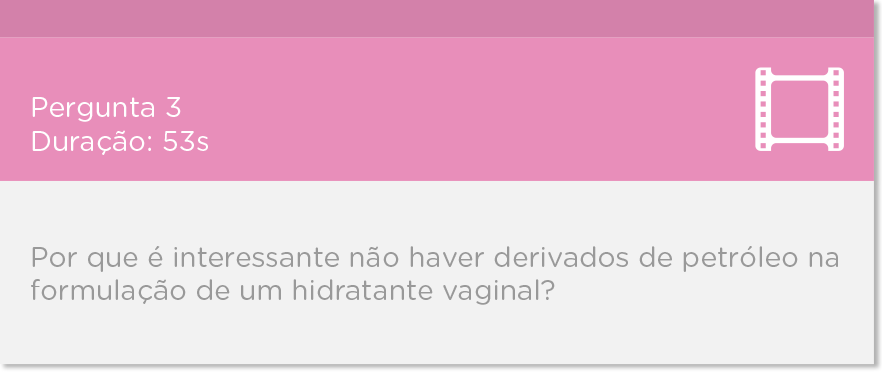 Pergunta 3
Duração: 53s
Por que é interessante não haver derivados de petróleo na
formulação de um hidratante vaginal?